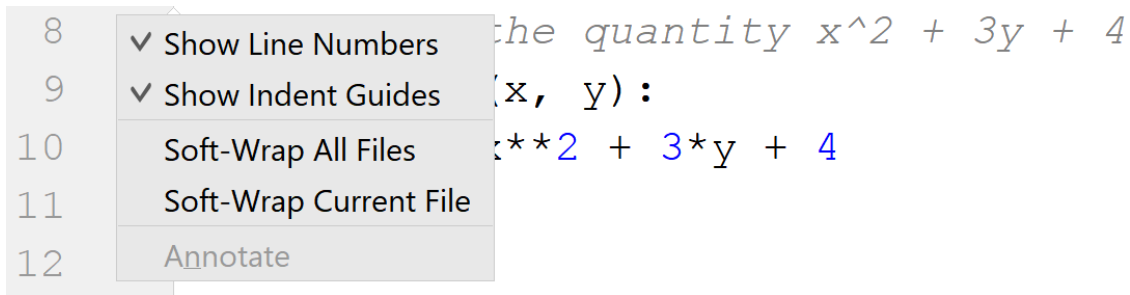 8 the quantity x^2 + 3y + 4
✓ Show Line Numbers
9 (x, y):
✓ Show Indent Guides
10 **2 + 3*y + 4
Soft-Wrap All Files
11
Soft-Wrap Current File
12
Annotate